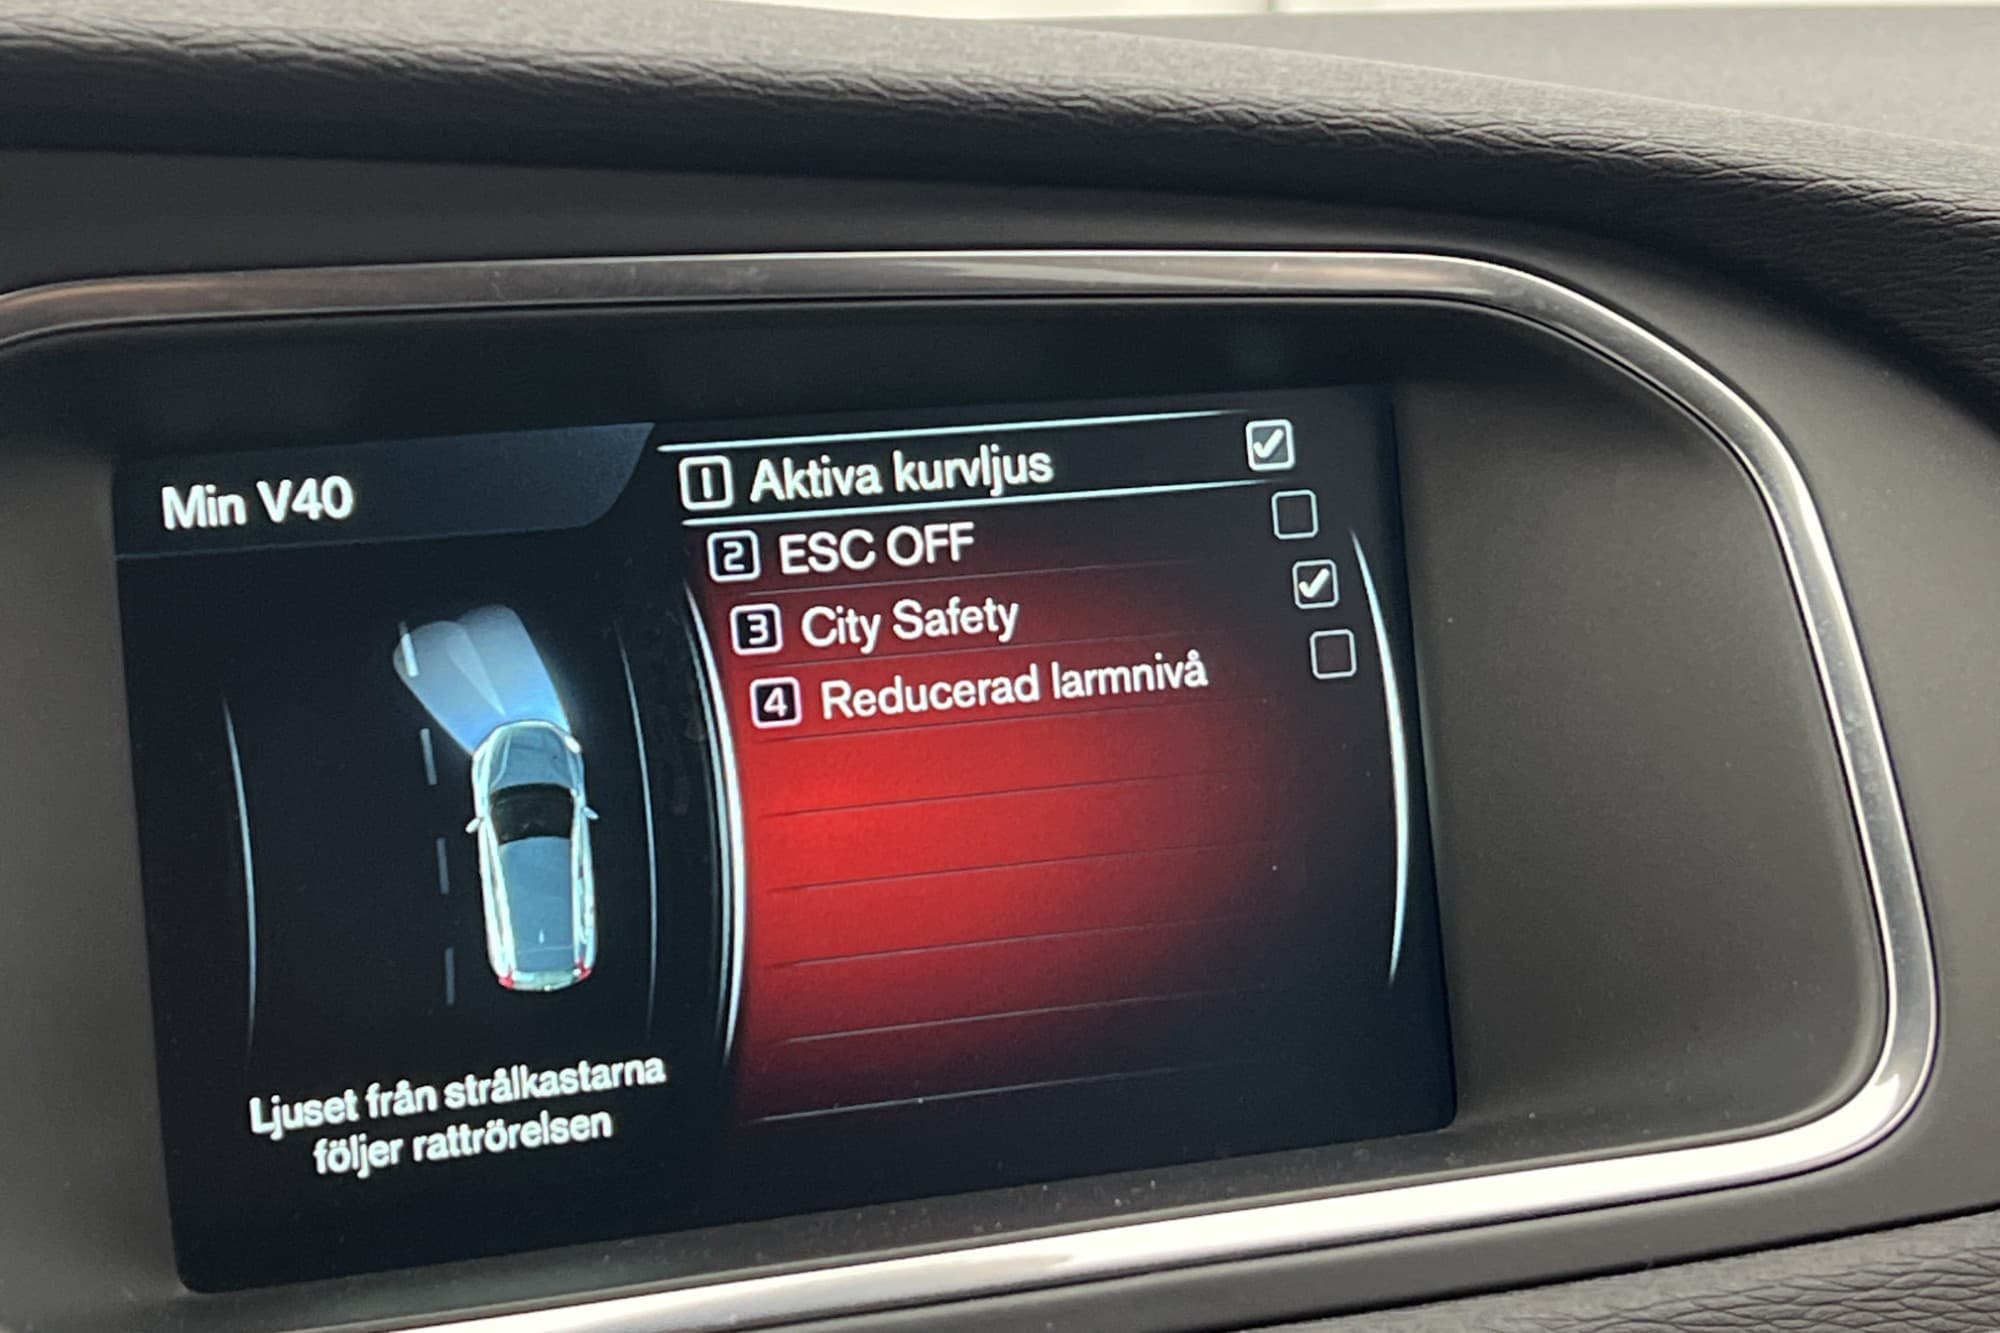 Min V40
1 Aktiva kurvljus
2 ESC OFF
3 City Safety
4 Reducerad larmnivå
Ljuset från strålkastarna
följer rattrörelsen